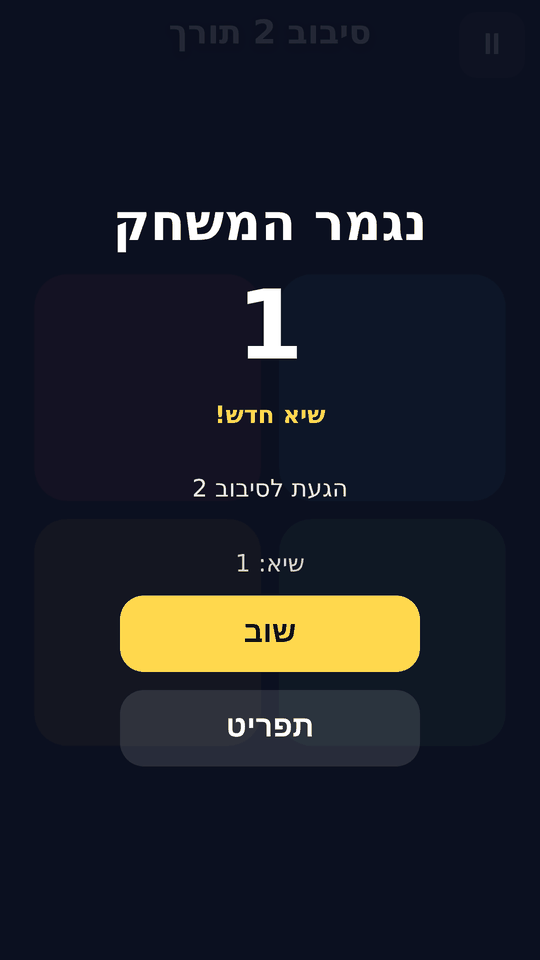 סיבוב 2 תורך
נגמר המשחק
1
שיא חדש!
הגעת לסיבוב 2
שיא: 1
שוב
תפריט